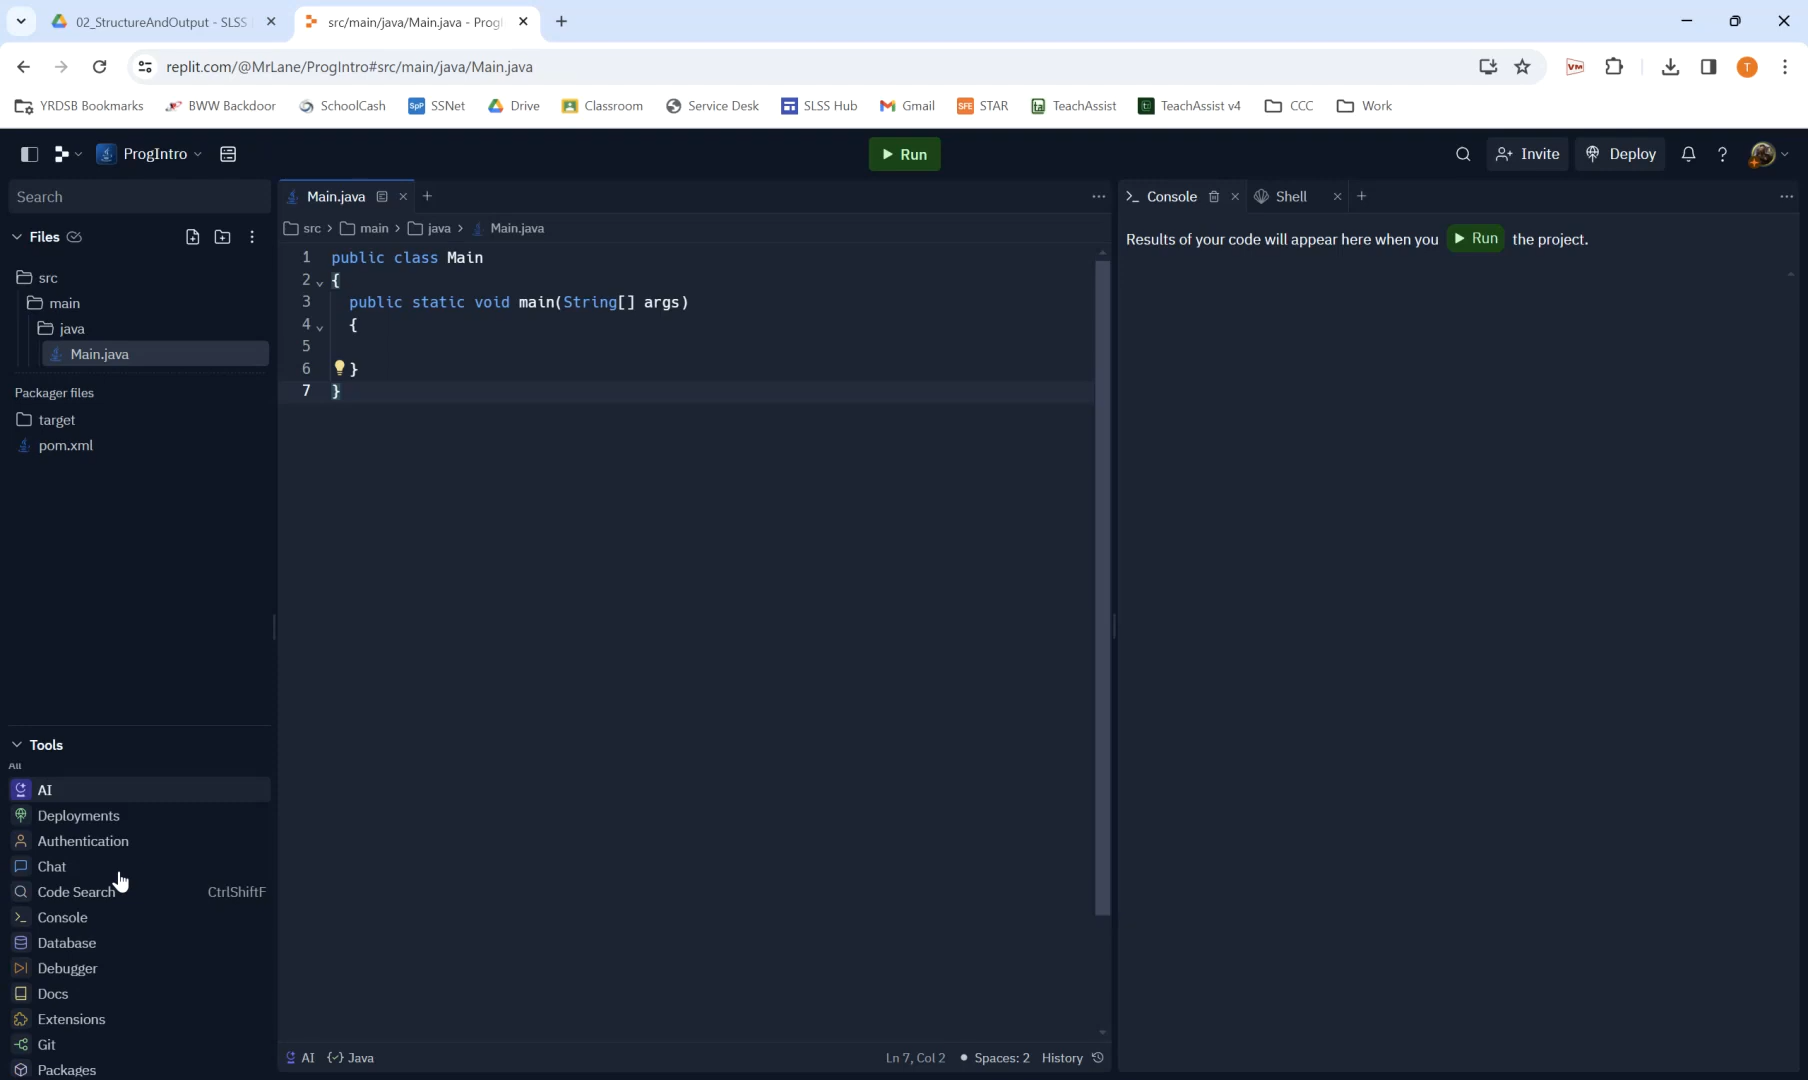 02_StructureAndOutput - SLSS
src/main/java/Main.java - Prog
replit.com/@MrLane/ProgIntro#src/main/java/Main.java
VM
T
YRDSB Bookmarks
BWW Backdoor
SchoolCash
SpP SSNet
Drive
Classroom
Service Desk
SLSS Hub
Gmail
SFE STAR
ta TeachAssist
TeachAssist v4
CCC
Work
ProgIntro
Run
Invite
Deploy
?
Search
Files
src
main
java
Main.java
Packager files
target
pom.xml
Tools
All
AI
Deployments
Authentication
Chat
Code Search CtrlShiftF
Console
Database
Debugger
Docs
Extensions
Git
Packages
Main.java
src > main > java > Main.java
1 public class Main
2 {
3 public static void main(String[] args)
4 {
5
6 }
7 }
AI {✓} Java
Ln 7, Col 2 • Spaces: 2 History
>_ Console
Shell
Results of your code will appear here when you Run the project.